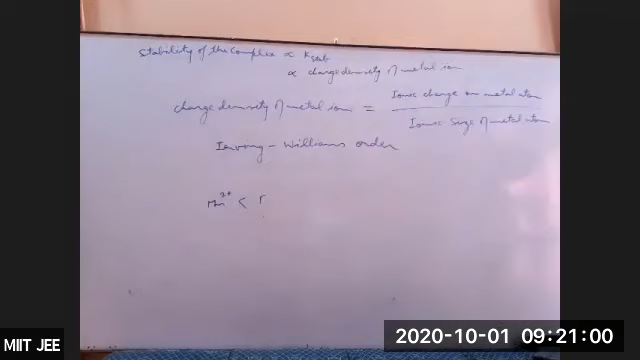 Stability of the Complex ∝ Kstab
∝ charge density of metal ion
charge density of metal ion = Ionic charge on metal atom
Ionic Size of metal atom
Irving - Williams order
Mn²⁺ <
MIIT JEE
2020-10-01 09:21:00